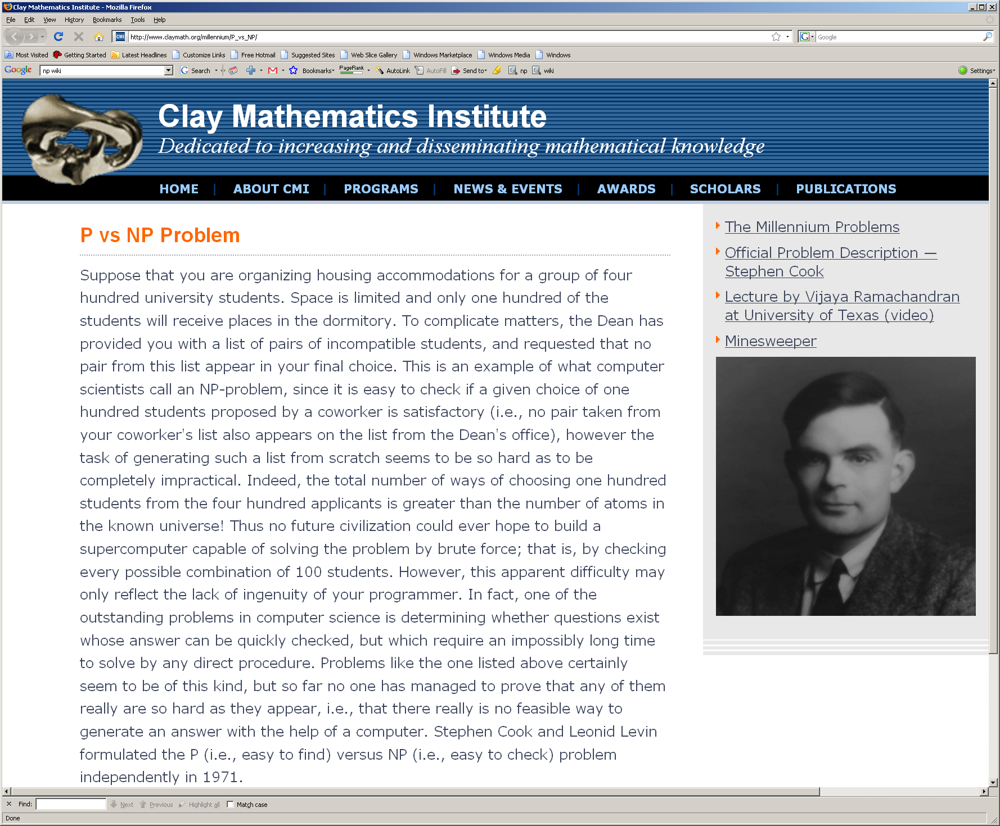 Clay Mathematics Institute - Mozilla Firefox
File Edit View History Bookmarks Tools Help
CMI http://www.claymath.org/millennium/P_vs_NP/ G Google
Most Visited Getting Started Latest Headlines Customize Links Free Hotmail Suggested Sites Web Slice Gallery Windows Marketplace Windows Media Windows
Google np wiki G Search Bookmarks PageRank AutoLink AutoFill Send to np wiki Settings
Clay Mathematics Institute
Dedicated to increasing and disseminating mathematical knowledge
HOME | ABOUT CMI | PROGRAMS | NEWS & EVENTS | AWARDS | SCHOLARS | PUBLICATIONS
P vs NP Problem
Suppose that you are organizing housing accommodations for a group of four
hundred university students. Space is limited and only one hundred of the
students will receive places in the dormitory. To complicate matters, the Dean has
provided you with a list of pairs of incompatible students, and requested that no
pair from this list appear in your final choice. This is an example of what computer
scientists call an NP-problem, since it is easy to check if a given choice of one
hundred students proposed by a coworker is satisfactory (i.e., no pair taken from
your coworker's list also appears on the list from the Dean's office), however the
task of generating such a list from scratch seems to be so hard as to be
completely impractical. Indeed, the total number of ways of choosing one hundred
students from the four hundred applicants is greater than the number of atoms in
the known universe! Thus no future civilization could ever hope to build a
supercomputer capable of solving the problem by brute force; that is, by checking
every possible combination of 100 students. However, this apparent difficulty may
only reflect the lack of ingenuity of your programmer. In fact, one of the
outstanding problems in computer science is determining whether questions exist
whose answer can be quickly checked, but which require an impossibly long time
to solve by any direct procedure. Problems like the one listed above certainly
seem to be of this kind, but so far no one has managed to prove that any of them
really are so hard as they appear, i.e., that there really is no feasible way to
generate an answer with the help of a computer. Stephen Cook and Leonid Levin
formulated the P (i.e., easy to find) versus NP (i.e., easy to check) problem
independently in 1971.
The Millennium Problems
Official Problem Description —
Stephen Cook
Lecture by Vijaya Ramachandran
at University of Texas (video)
Minesweeper
Find: Next Previous Highlight all Match case
Done